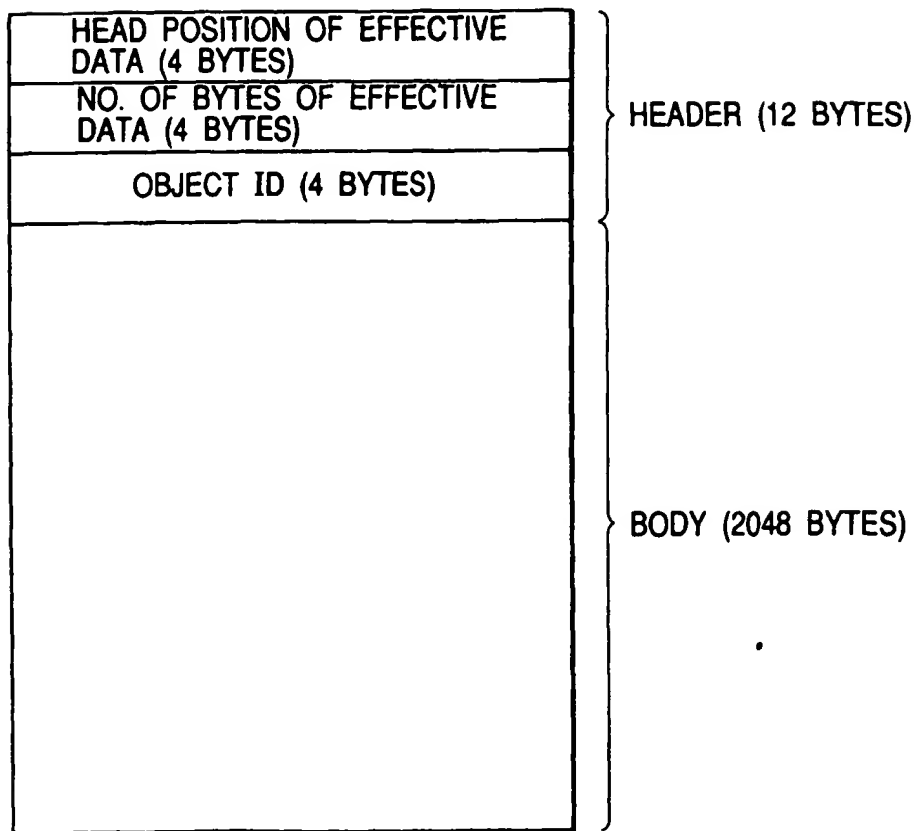 HEAD POSITION OF EFFECTIVE
DATA (4 BYTES)
NO. OF BYTES OF EFFECTIVE
DATA (4 BYTES)
OBJECT ID (4 BYTES)
HEADER (12 BYTES)
BODY (2048 BYTES)